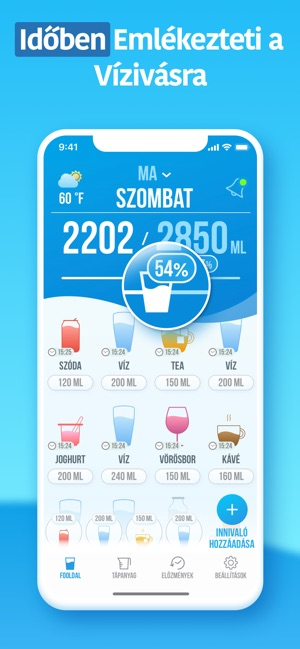 Időben Emlékezteti a
Vízivásra
9:41
MA
60 °F
SZOMBAT
2202 / 2850 ML
54%
15:25
15:24
15:24
15:24
SZÓDA
VÍZ
TEA
VÍZ
120 ML
200 ML
150 ML
200 ML
15:24
15:24
15:24
15:24
JOGHURT
VÍZ
VÖRÖSBOR
KÁVÉ
200 ML
240 ML
150 ML
160 ML
120 ML
200 ML
150 ML
200 ML
+
INNIVALÓ
HOZZÁADÁSA
FŐOLDAL
TÁPANYAG
ELŐZMÉNYEK
BEÁLLÍTÁSOK